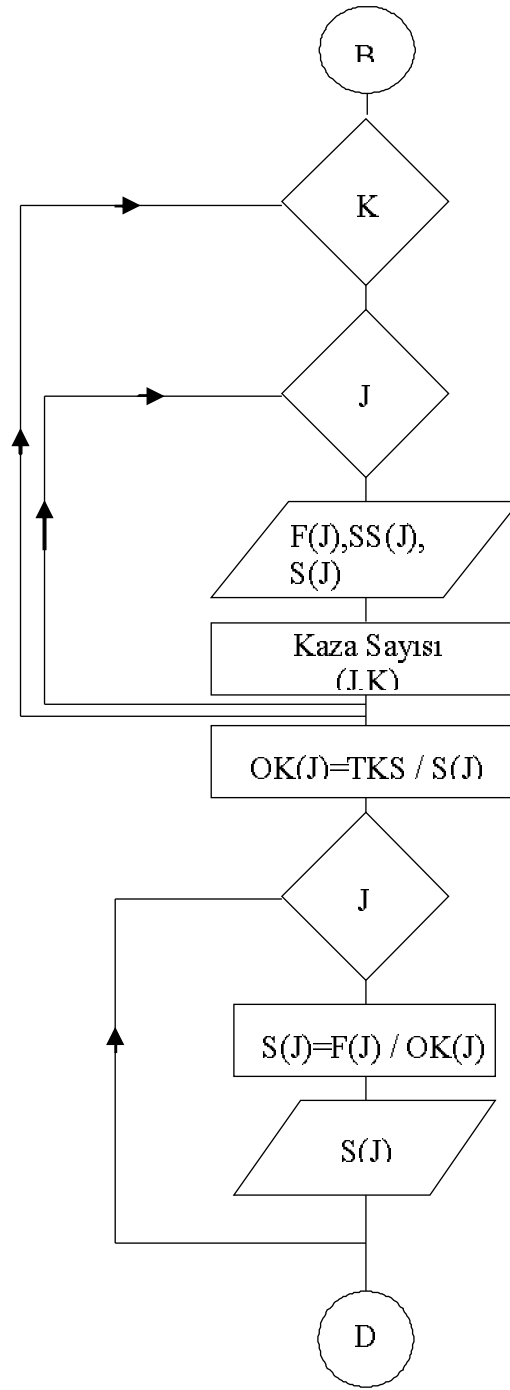 B
K
J
F(J),SS(J),
S(J)
Kaza Sayısı
(J,K)
OK(J)=TKS / S(J)
J
S(J)=F(J) / OK(J)
S(J)
D